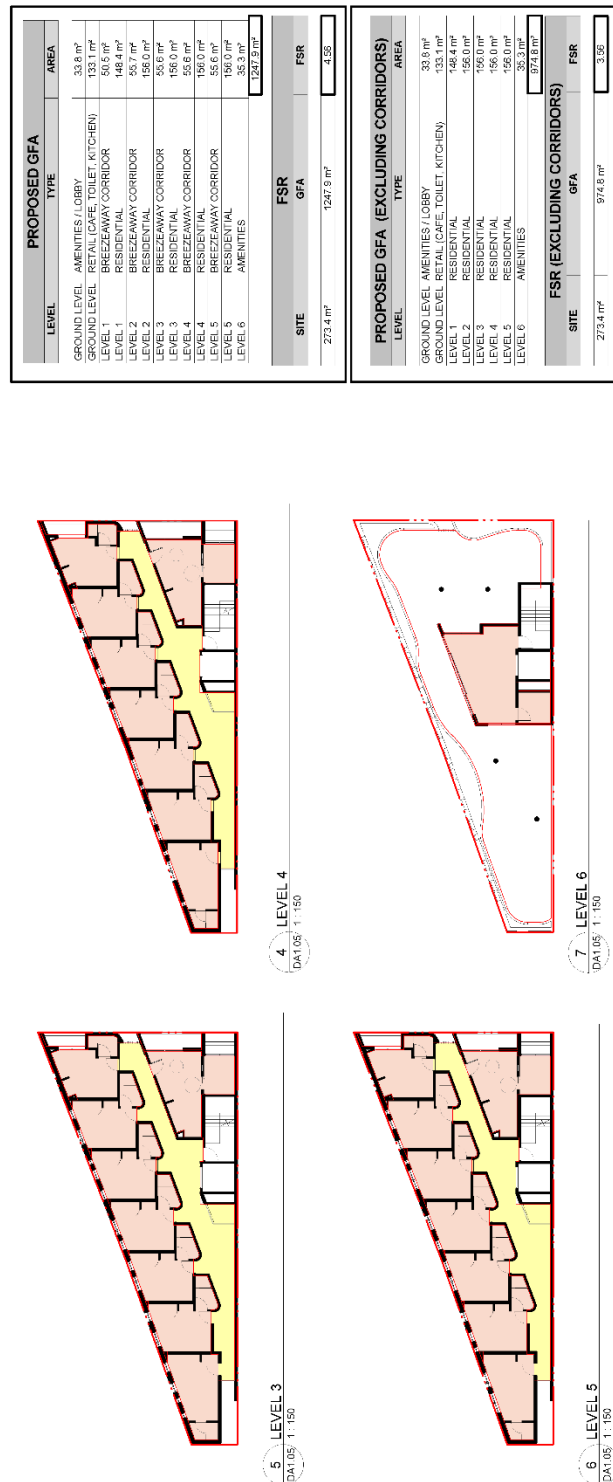 5 LEVEL 3
DA1.05 1 : 150
4 LEVEL 4
DA1.05 1 : 150
6 LEVEL 5
DA1.05 1 : 150
7 LEVEL 6
DA1.05 1 : 150
PROPOSED GFA
LEVEL TYPE AREA
GROUND LEVEL AMENITIES / LOBBY 33.8 m²
GROUND LEVEL RETAIL (CAFE, TOILET, KITCHEN) 133.1 m²
LEVEL 1 BREEZEAWAY CORRIDOR 50.5 m²
LEVEL 1 RESIDENTIAL 148.4 m²
LEVEL 2 BREEZEAWAY CORRIDOR 55.7 m²
LEVEL 2 RESIDENTIAL 156.0 m²
LEVEL 3 BREEZEAWAY CORRIDOR 55.6 m²
LEVEL 3 RESIDENTIAL 156.0 m²
LEVEL 4 BREEZEAWAY CORRIDOR 55.6 m²
LEVEL 4 RESIDENTIAL 156.0 m²
LEVEL 5 BREEZEAWAY CORRIDOR 55.6 m²
LEVEL 5 RESIDENTIAL 156.0 m²
LEVEL 6 AMENITIES 35.3 m²
1247.9 m²
FSR
SITE GFA FSR
273.4 m² 1247.9 m² 4.56
PROPOSED GFA (EXCLUDING CORRIDORS)
LEVEL TYPE AREA
GROUND LEVEL AMENITIES / LOBBY 33.8 m²
GROUND LEVEL RETAIL (CAFE, TOILET, KITCHEN) 133.1 m²
LEVEL 1 RESIDENTIAL 148.4 m²
LEVEL 2 RESIDENTIAL 156.0 m²
LEVEL 3 RESIDENTIAL 156.0 m²
LEVEL 4 RESIDENTIAL 156.0 m²
LEVEL 5 RESIDENTIAL 156.0 m²
LEVEL 6 AMENITIES 35.3 m²
974.8 m²
FSR (EXCLUDING CORRIDORS)
SITE GFA FSR
273.4 m² 974.8 m² 3.56